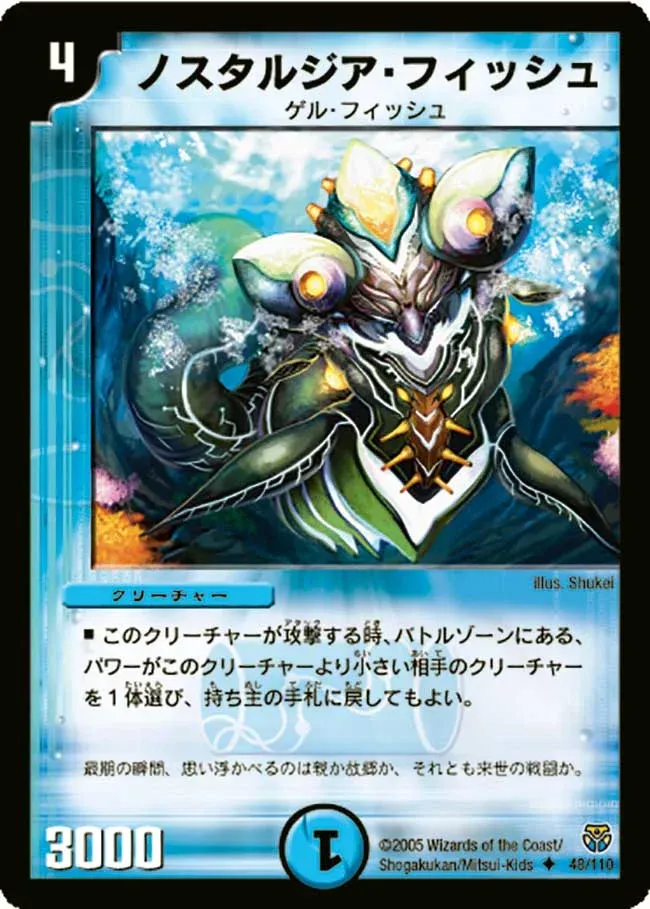 4
ノスタルジア・フィッシュ
ゲル・フィッシュ
illus. Shukei
クリーチャー
■ このクリーチャーが攻撃する時、バトルゾーンにある、
パワーがこのクリーチャーより小さい相手のクリーチャー
を1体選び、持ち主の手札に戻してもよい。
最期の瞬間、思い浮かべるのは親か故郷か、それとも来世の戦闘か。
3000
1
©2005 Wizards of the Coast/
Shogakukan/Mitsui-Kids ♦ 48/110